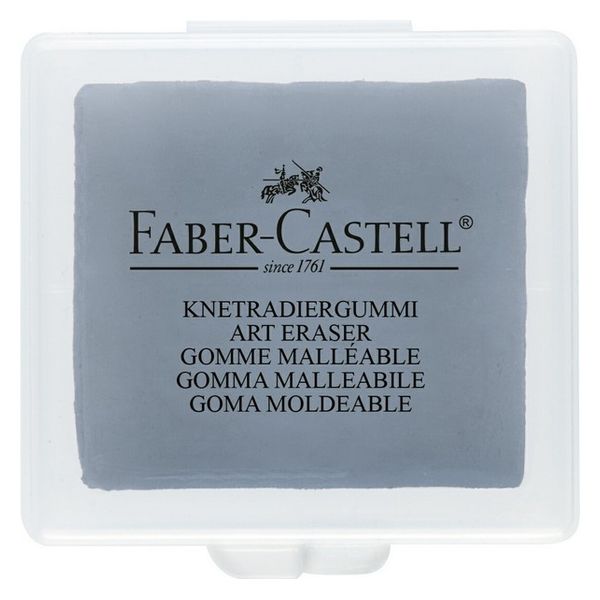 FABER-CASTELL®
since 1761
KNETRADIERGUMMI
ART ERASER
GOMME MALLÉABLE
GOMMA MALLEABILE
GOMA MOLDEABLE